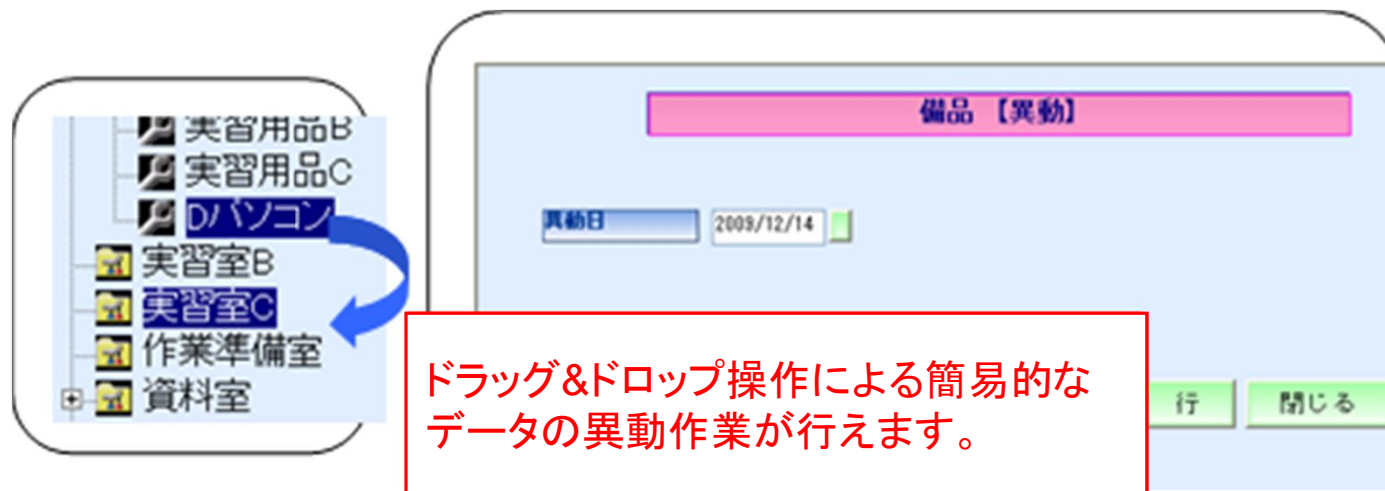 実習用品B
実習用品C
Dパソコン
実習室B
実習室C
作業準備室
資料室
備品 【異動】
異動日
2009/12/14
ドラッグ&ドロップ操作による簡易的な
データの異動作業が行えます。
行
閉じる